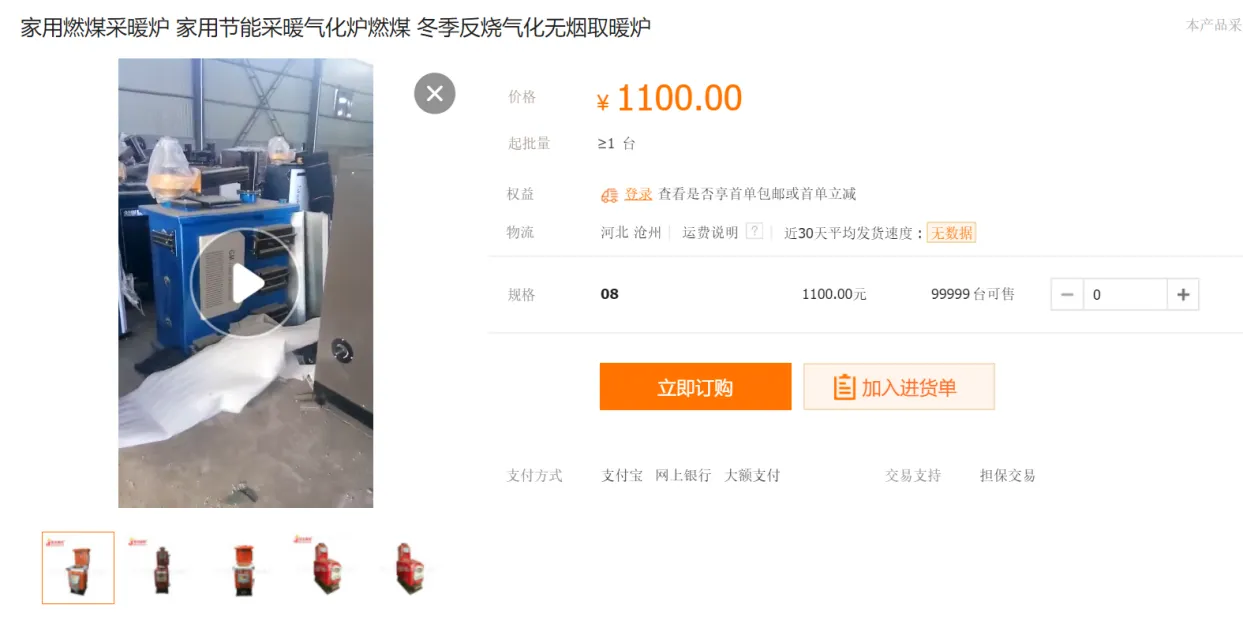 家用燃煤采暖炉 家用节能采暖气化炉燃煤 冬季反烧气化无烟取暖炉
本产品采
价格 ¥ 1100.00
起批量 ≥1 台
权益 登录 查看是否享首单包邮或首单立减
物流 河北 沧州 运费说明 ? 近30天平均发货速度：无数据
规格 08 1100.00元 99999 台可售 − 0 +
立即订购 加入进货单
支付方式 支付宝 网上银行 大额支付 交易支持 担保交易